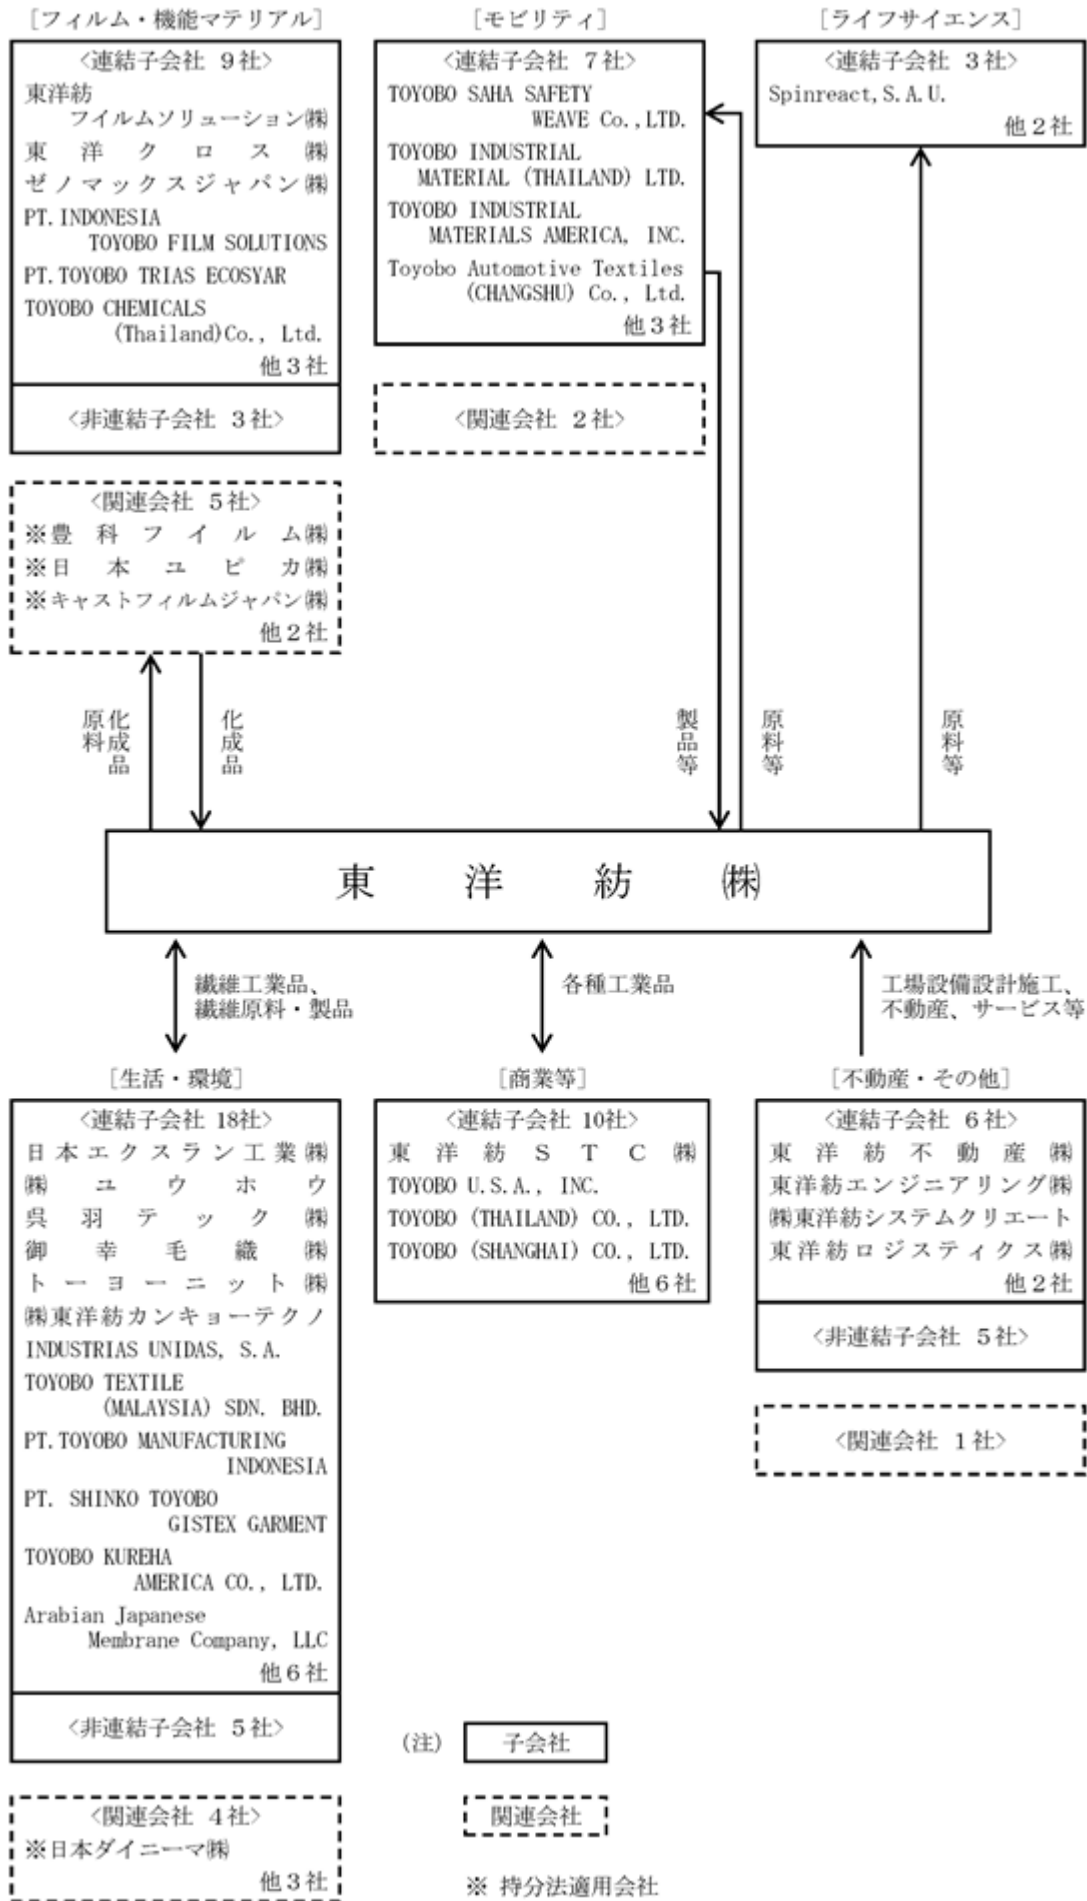 [フィルム・機能マテリアル]
<連結子会社 9社>
東洋紡
フイルムソリューション㈱
東洋クロス㈱
ゼノマックスジャパン㈱
PT.INDONESIA
TOYOBO FILM SOLUTIONS
PT.TOYOBO TRIAS ECOSYAR
TOYOBO CHEMICALS
(Thailand)Co., Ltd.
他3社
<非連結子会社 3社>
<関連会社 5社>
※豊科フイルム㈱
※日本ユピカ㈱
※キャストフィルムジャパン㈱
他2社
[モビリティ]
<連結子会社 7社>
TOYOBO SAHA SAFETY
WEAVE Co.,LTD.
TOYOBO INDUSTRIAL
MATERIAL (THAILAND) LTD.
TOYOBO INDUSTRIAL
MATERIALS AMERICA, INC.
Toyobo Automotive Textiles
(CHANGSHU) Co., Ltd.
他3社
<関連会社 2社>
[ライフサイエンス]
<連結子会社 3社>
Spinreact,S.A.U.
他2社
化成品
原料
化成品
製品等
原料等
原料等
東洋紡㈱
繊維工業品、
繊維原料・製品
各種工業品
工場設備設計施工、
不動産、サービス等
[生活・環境]
<連結子会社 18社>
日本エクスラン工業㈱
㈱ユウホウ
呉羽テック㈱
御幸毛織㈱
トーヨーニット㈱
㈱東洋紡カンキョーテクノ
INDUSTRIAS UNIDAS, S.A.
TOYOBO TEXTILE
(MALAYSIA) SDN. BHD.
PT.TOYOBO MANUFACTURING
INDONESIA
PT. SHINKO TOYOBO
GISTEX GARMENT
TOYOBO KUREHA
AMERICA CO., LTD.
Arabian Japanese
Membrane Company, LLC
他6社
<非連結子会社 5社>
<関連会社 4社>
※日本ダイニーマ㈱
他3社
[商業等]
<連結子会社 10社>
東洋紡STC㈱
TOYOBO U.S.A., INC.
TOYOBO (THAILAND) CO., LTD.
TOYOBO (SHANGHAI) CO., LTD.
他6社
[不動産・その他]
<連結子会社 6社>
東洋紡不動産㈱
東洋紡エンジニアリング㈱
㈱東洋紡システムクリエート
東洋紡ロジスティクス㈱
他2社
<非連結子会社 5社>
<関連会社 1社>
(注) 子会社
関連会社
※ 持分法適用会社